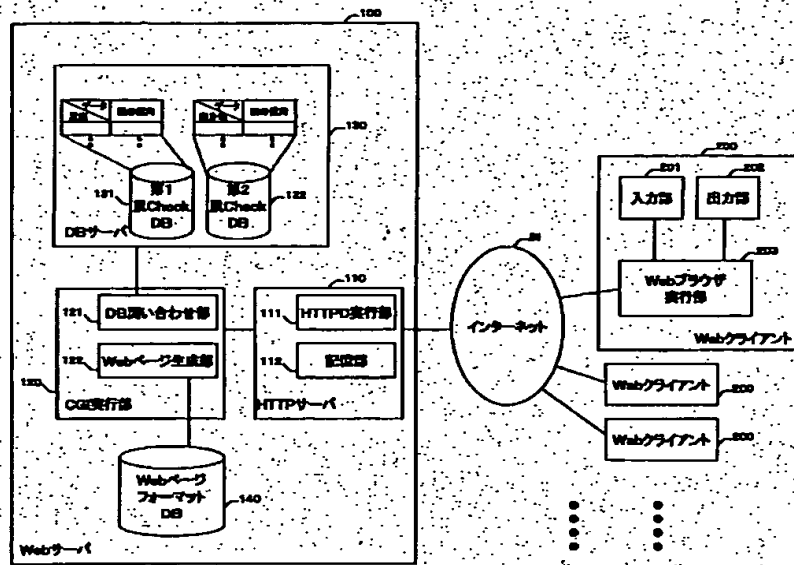 100
130
第1
Check
DB
131
第2
Check
DB
DBサーバ
110
121
DB問い合わせ部
122
Webページ生成部
120
CGI実行部
111
HTTPD実行部
112
記憶部
HTTPサーバ
Webページ
フォーマット
DB
140
Webサーバ
インターネット
200
201
202
入力部
出力部
203
Webブラウザ
実行部
Webクライアント
Webクライアント
200
Webクライアント
200